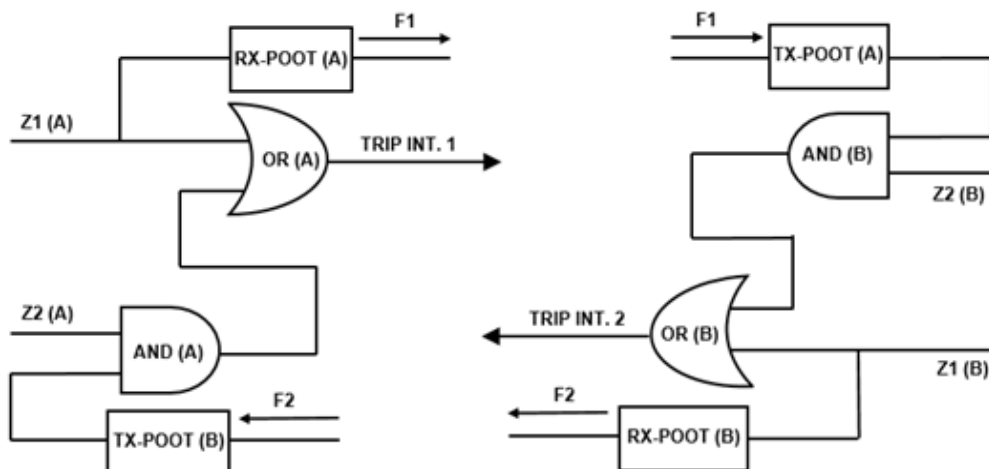 F1
RX-POOT (A)
Z1 (A)
OR (A)
TRIP INT. 1
Z2 (A)
AND (A)
F2
TX-POOT (B)
F1
TX-POOT (A)
AND (B)
Z2 (B)
TRIP INT. 2
OR (B)
Z1 (B)
F2
RX-POOT (B)